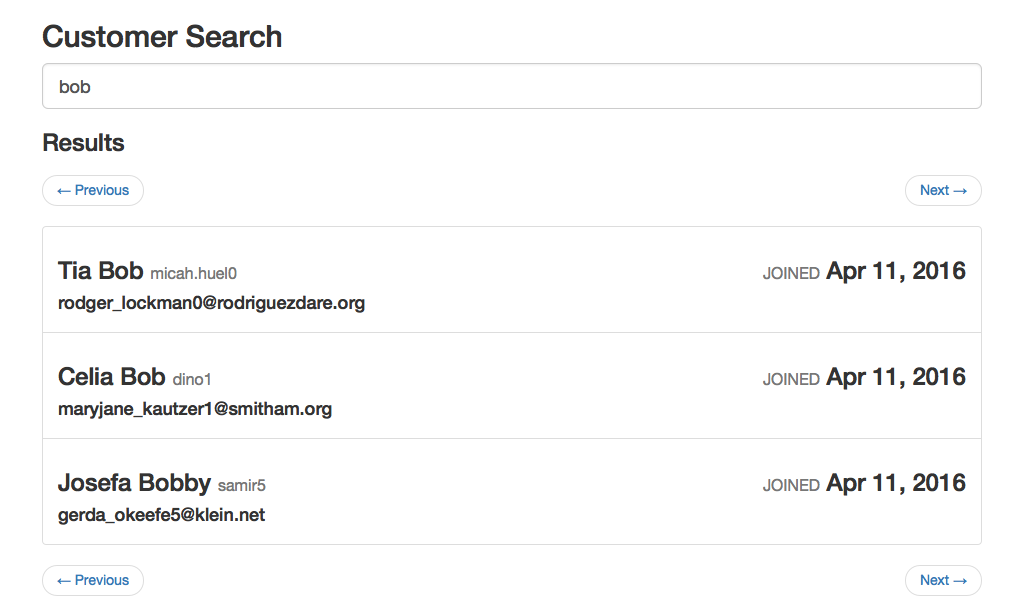 Customer Search
bob
Results
← Previous Next →
Tia Bob micah.huel0 JOINED Apr 11, 2016
rodger_lockman0@rodriguezdare.org
Celia Bob dino1 JOINED Apr 11, 2016
maryjane_kautzer1@smitham.org
Josefa Bobby samir5 JOINED Apr 11, 2016
gerda_okeefe5@klein.net
← Previous Next →